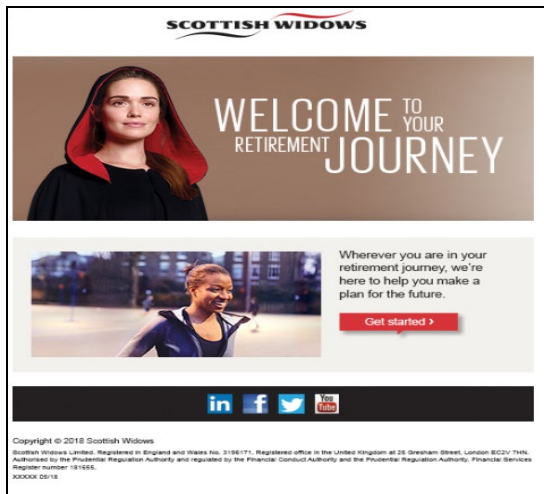 SCOTTISH WIDOWS
WELCOME TO YOUR
RETIREMENT JOURNEY
Wherever you are in your
retirement journey, we're
here to help you make a
plan for the future.
Get started >
in f You Tube
Copyright © 2018 Scottish Widows
Scottish Widows Limited. Registered in England and Wales No. 3196171. Registered office in the United Kingdom at 25 Gresham Street, London EC2V 7HN.
Authorised by the Prudential Regulation Authority and regulated by the Financial Conduct Authority and the Prudential Regulation Authority. Financial Services
Register number 181655.
XXXXX 09/18